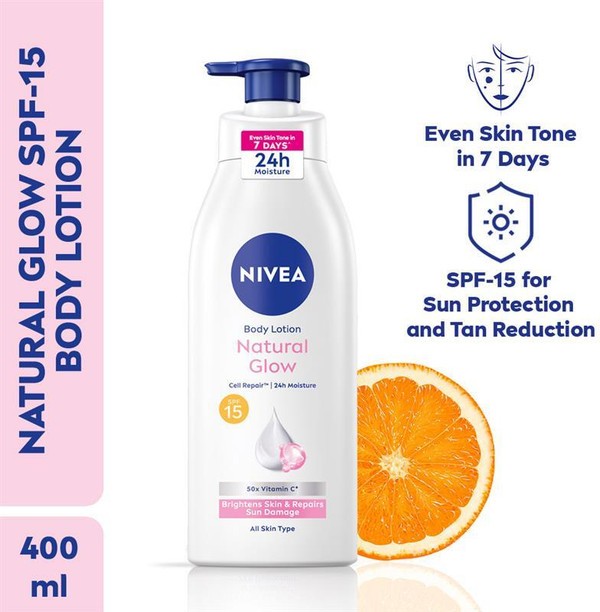 NATURAL GLOW SPF-15
BODY LOTION
400
ml
Even Skin Tone in
7 DAYS*
24h
Moisture
NIVEA
Body Lotion
Natural
Glow
Cell Repair™ | 24h Moisture
SPF
15
50x Vitamin C*
Brightens Skin & Repairs
Sun Damage
All Skin Type
Even Skin Tone
in 7 Days
SPF-15 for
Sun Protection
and Tan Reduction